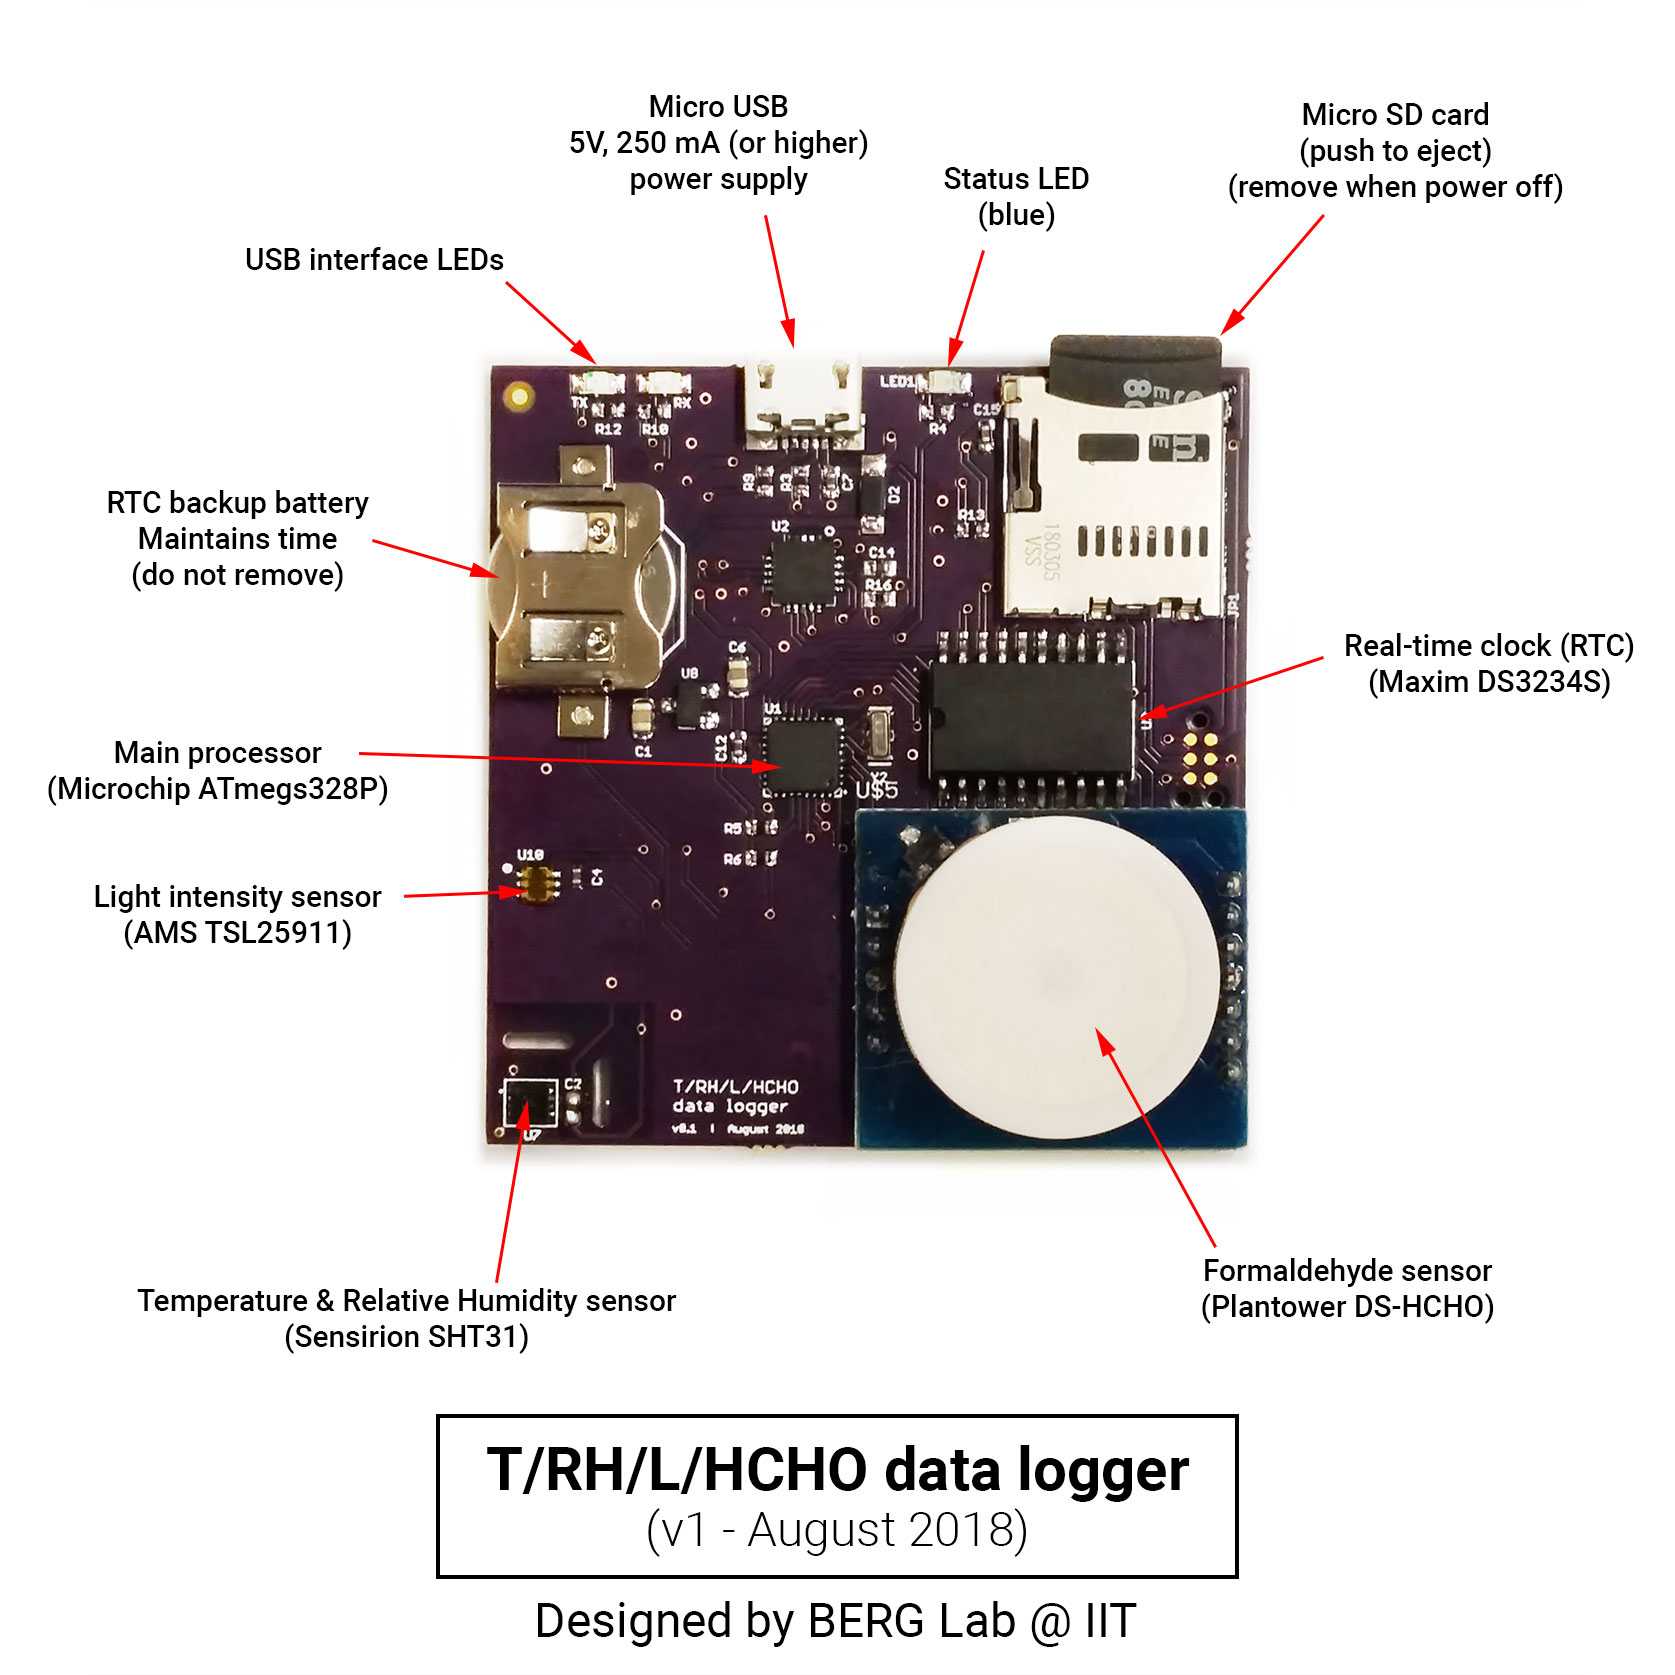 Micro USB
5V, 250 mA (or higher)
power supply
Micro SD card
(push to eject)
(remove when power off)
Status LED
(blue)
USB interface LEDs
TX
RX
R12
R10
LED1
R4
C15
R9
R3
C7
D2
R13
U2
C14
R16
180305
VSS
JP1
RTC backup battery
Maintains time
(do not remove)
+
Real-time clock (RTC)
(Maxim DS3234S)
C6
U8
U1
C1
C12
X2
U$5
Main processor
(Microchip ATmegs328P)
R5
R6
U10
C4
Light intensity sensor
(AMS TSL25911)
C2
U7
T/RH/L/HCHO
data logger
v0.1 | August 2018
Temperature & Relative Humidity sensor
(Sensirion SHT31)
Formaldehyde sensor
(Plantower DS-HCHO)
T/RH/L/HCHO data logger
(v1 - August 2018)
Designed by BERG Lab @ IIT